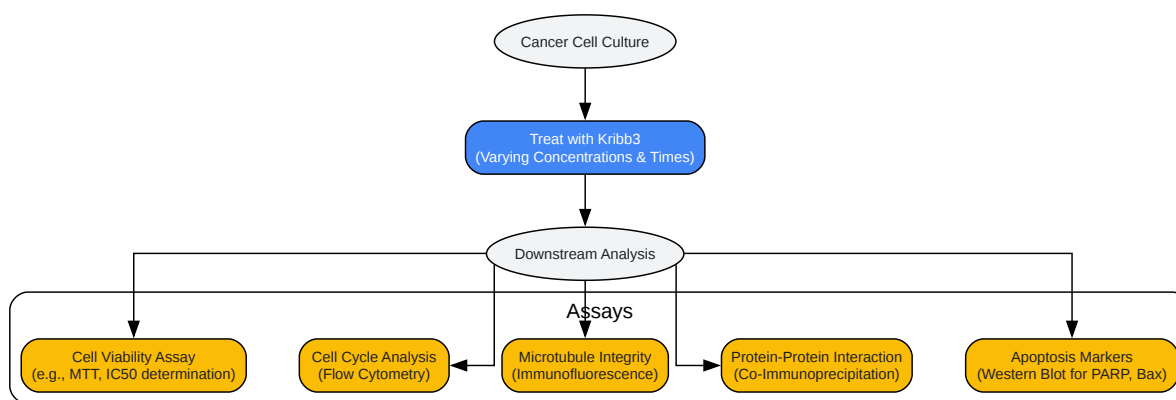 Cancer Cell Culture
Treat with Kribb3
(Varying Concentrations & Times)
Downstream Analysis
Assays
Cell Viability Assay
(e.g., MTT, IC50 determination)
Cell Cycle Analysis
(Flow Cytometry)
Microtubule Integrity
(Immunofluorescence)
Protein-Protein Interaction
(Co-Immunoprecipitation)
Apoptosis Markers
(Western Blot for PARP, Bax)